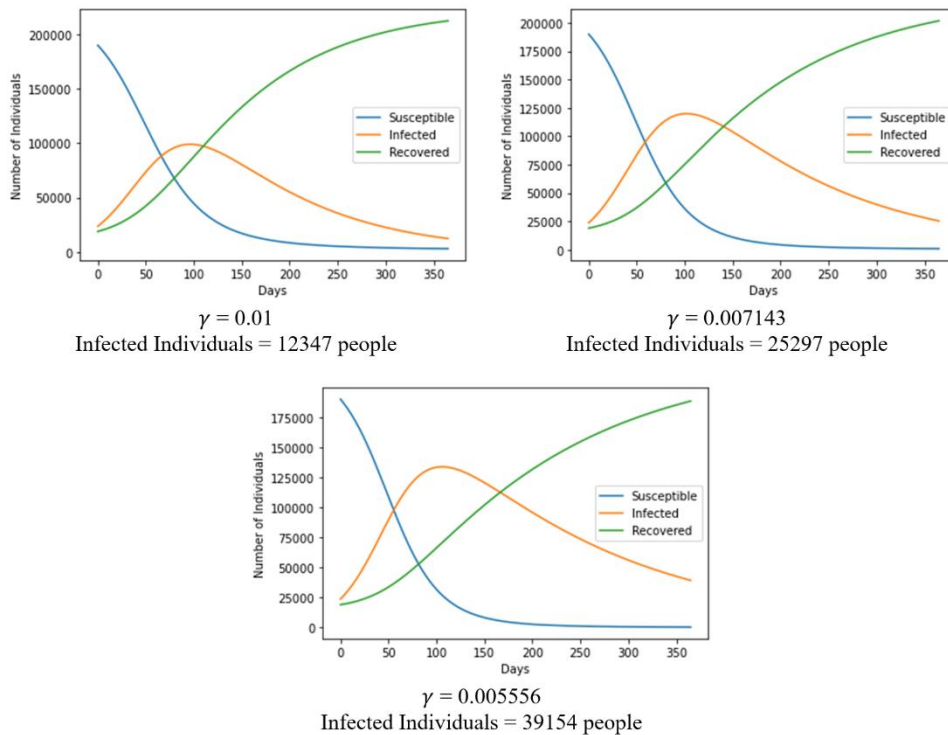 Number of Individuals
200000
150000
100000
50000
0
Susceptible
Infected
Recovered
0 50 100 150 200 250 300 350
Days
γ = 0.01
Infected Individuals = 12347 people
Number of Individuals
200000
175000
150000
125000
100000
75000
50000
25000
0
Susceptible
Infected
Recovered
0 50 100 150 200 250 300 350
Days
γ = 0.007143
Infected Individuals = 25297 people
Number of Individuals
175000
150000
125000
100000
75000
50000
25000
0
Susceptible
Infected
Recovered
0 50 100 150 200 250 300 350
Days
γ = 0.005556
Infected Individuals = 39154 people